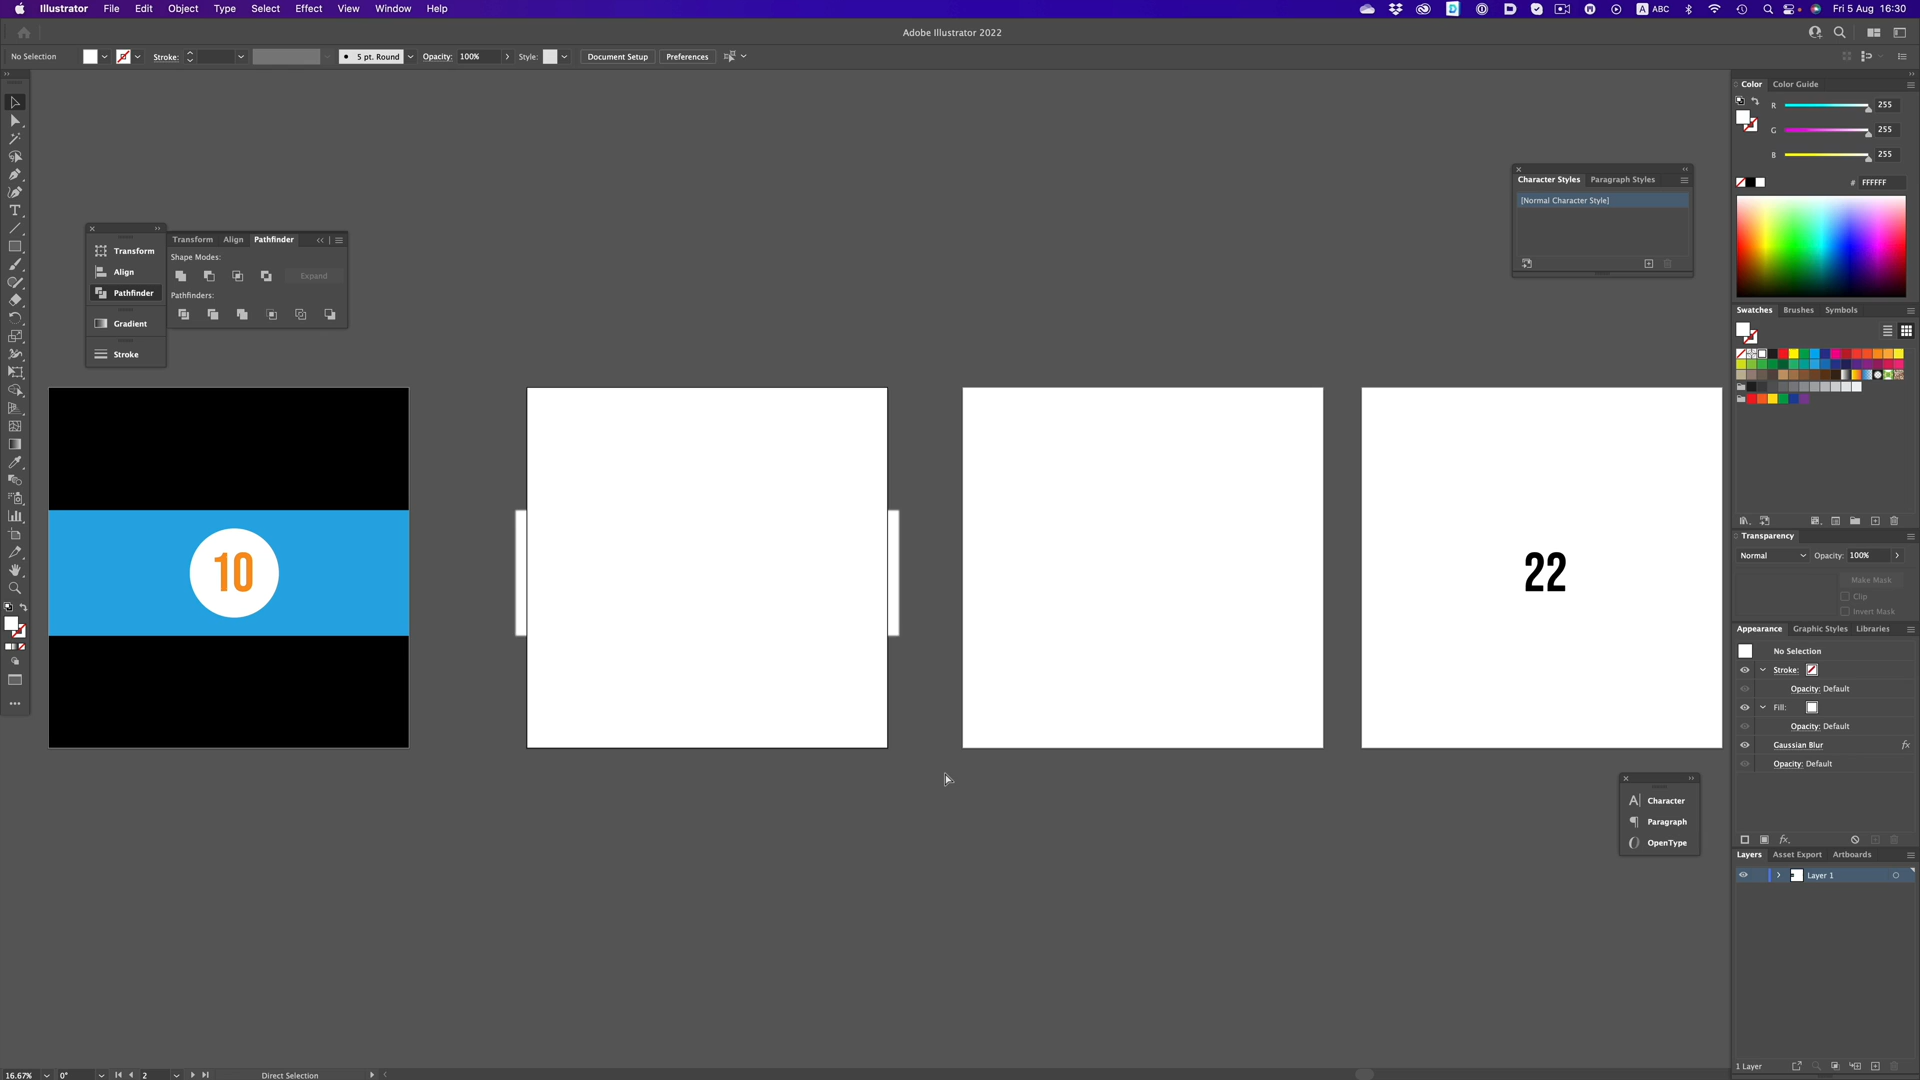 Illustrator File Edit Object Type Select Effect View Window Help
A ABC Fri 5 Aug 16:30
Adobe Illustrator 2022
No Selection Stroke: 5 pt. Round Opacity: 100% Style: Document Setup Preferences
Color Color Guide
R 255
G 255
B 255
# FFFFFF
Character Styles Paragraph Styles
[Normal Character Style]
Transform
Align
Pathfinder
Gradient
Stroke
Transform Align Pathfinder
Shape Modes:
Expand
Pathfinders:
Swatches Brushes Symbols
10
22
Transparency
Normal Opacity: 100%
Make Mask
Clip
Invert Mask
Appearance Graphic Styles Libraries
No Selection
Stroke:
Opacity: Default
Fill:
Opacity: Default
Gaussian Blur fx
Opacity: Default
fx
Character
Paragraph
OpenType
Layers Asset Export Artboards
Layer 1
1 Layer
16.67% 0° 2 Direct Selection